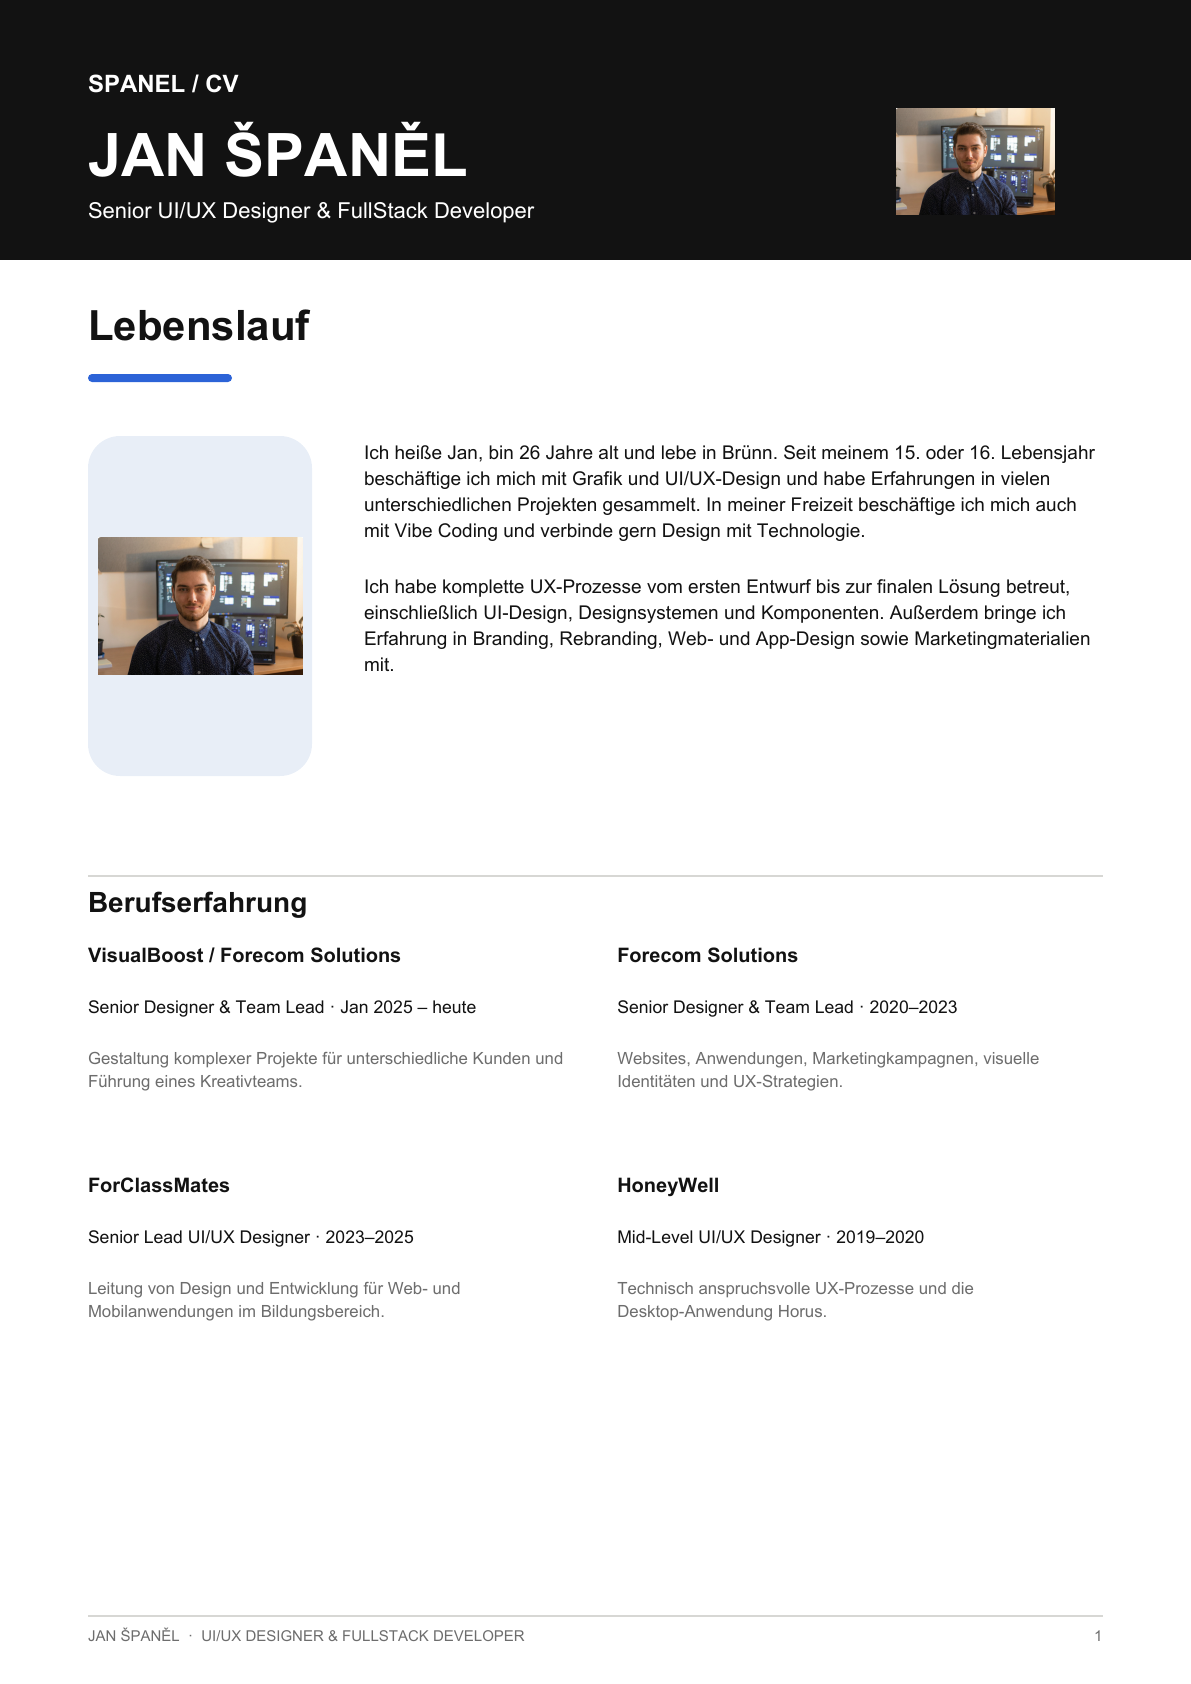 SPANEL / CV
JAN ŠPANĚL
Senior UI/UX Designer & FullStack Developer
Lebenslauf
Ich heiße Jan, bin 26 Jahre alt und lebe in Brünn. Seit meinem 15. oder 16. Lebensjahr
beschäftige ich mich mit Grafik und UI/UX-Design und habe Erfahrungen in vielen
unterschiedlichen Projekten gesammelt. In meiner Freizeit beschäftige ich mich auch
mit Vibe Coding und verbinde gern Design mit Technologie.
Ich habe komplette UX-Prozesse vom ersten Entwurf bis zur finalen Lösung betreut,
einschließlich UI-Design, Designsystemen und Komponenten. Außerdem bringe ich
Erfahrung in Branding, Rebranding, Web- und App-Design sowie Marketingmaterialien
mit.
Berufserfahrung
VisualBoost / Forecom Solutions
Senior Designer & Team Lead · Jan 2025 – heute
Gestaltung komplexer Projekte für unterschiedliche Kunden und
Führung eines Kreativteams.
Forecom Solutions
Senior Designer & Team Lead · 2020–2023
Websites, Anwendungen, Marketingkampagnen, visuelle
Identitäten und UX-Strategien.
ForClassMates
Senior Lead UI/UX Designer · 2023–2025
Leitung von Design und Entwicklung für Web- und
Mobilanwendungen im Bildungsbereich.
HoneyWell
Mid-Level UI/UX Designer · 2019–2020
Technisch anspruchsvolle UX-Prozesse und die
Desktop-Anwendung Horus.
JAN ŠPANĚL · UI/UX DESIGNER & FULLSTACK DEVELOPER
1